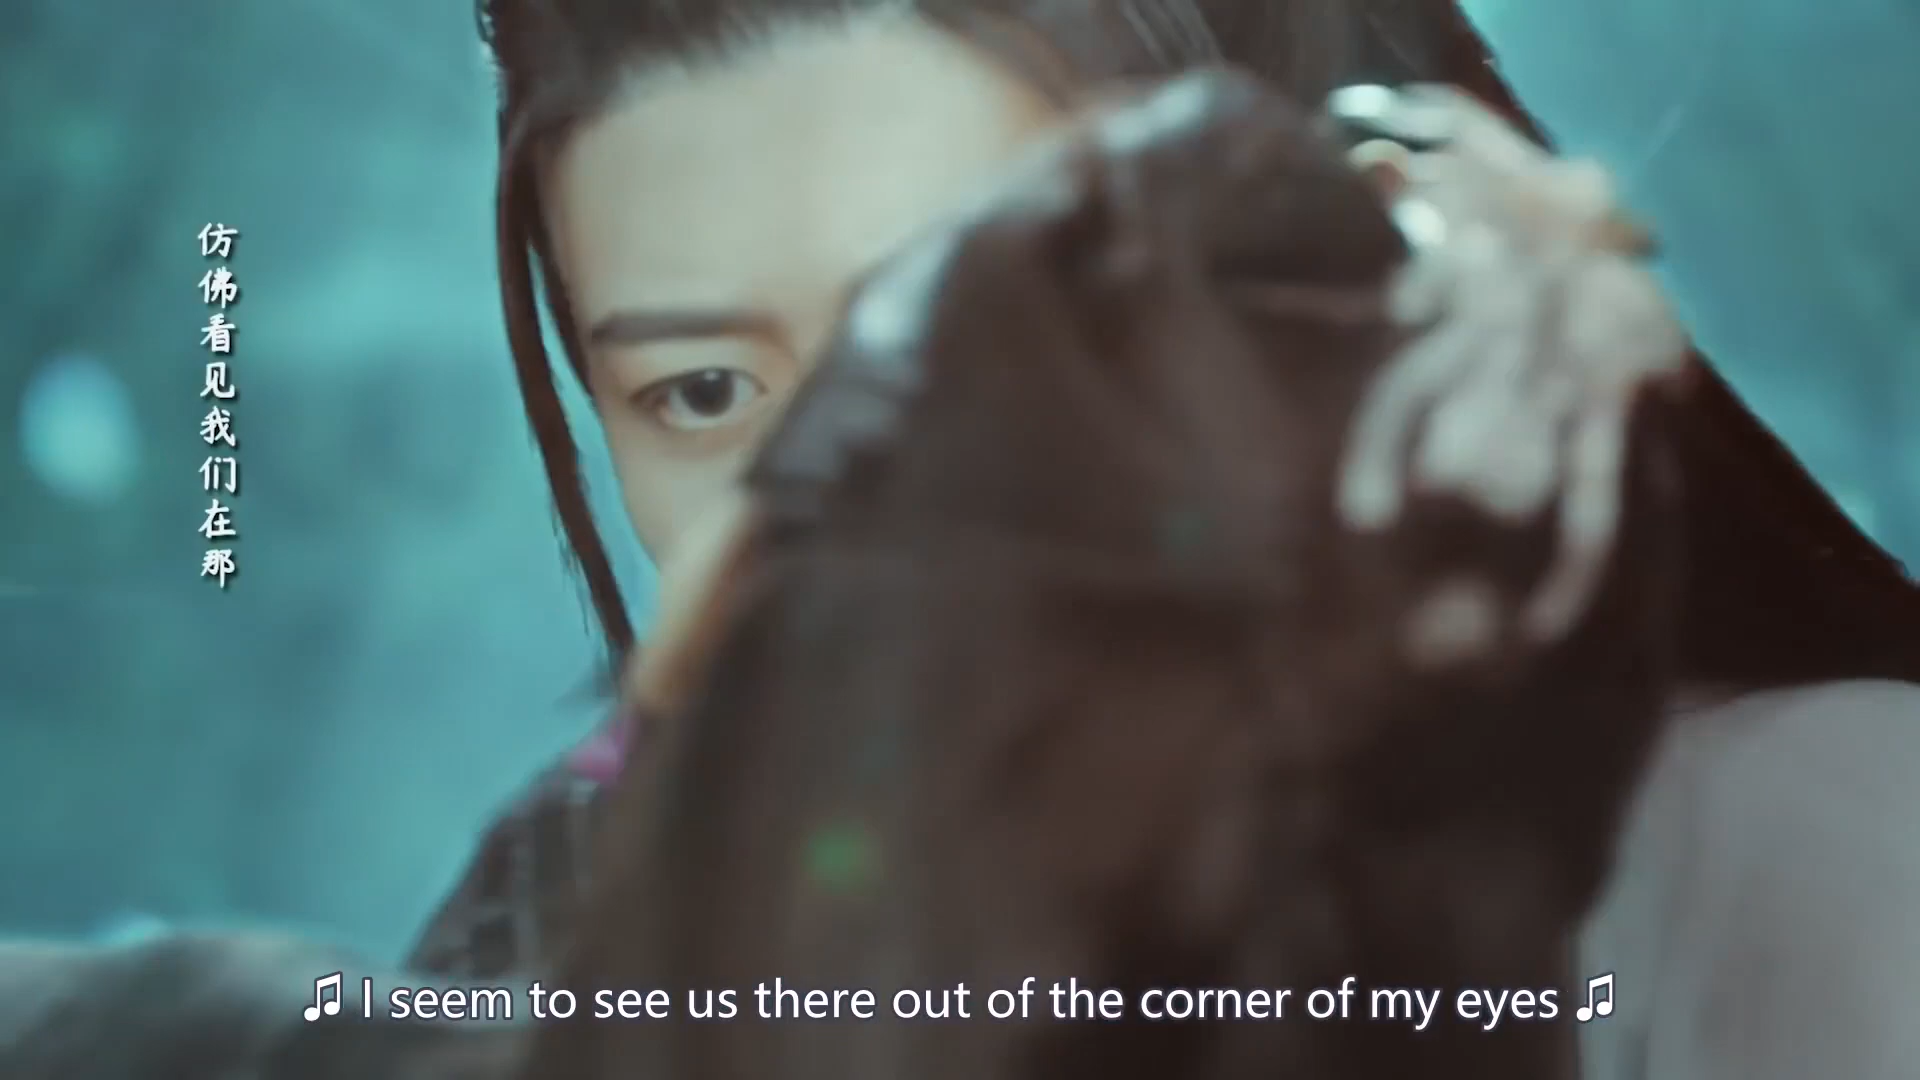 仿佛看见我们在那
♫ I seem to see us there out of the corner of my eyes ♫